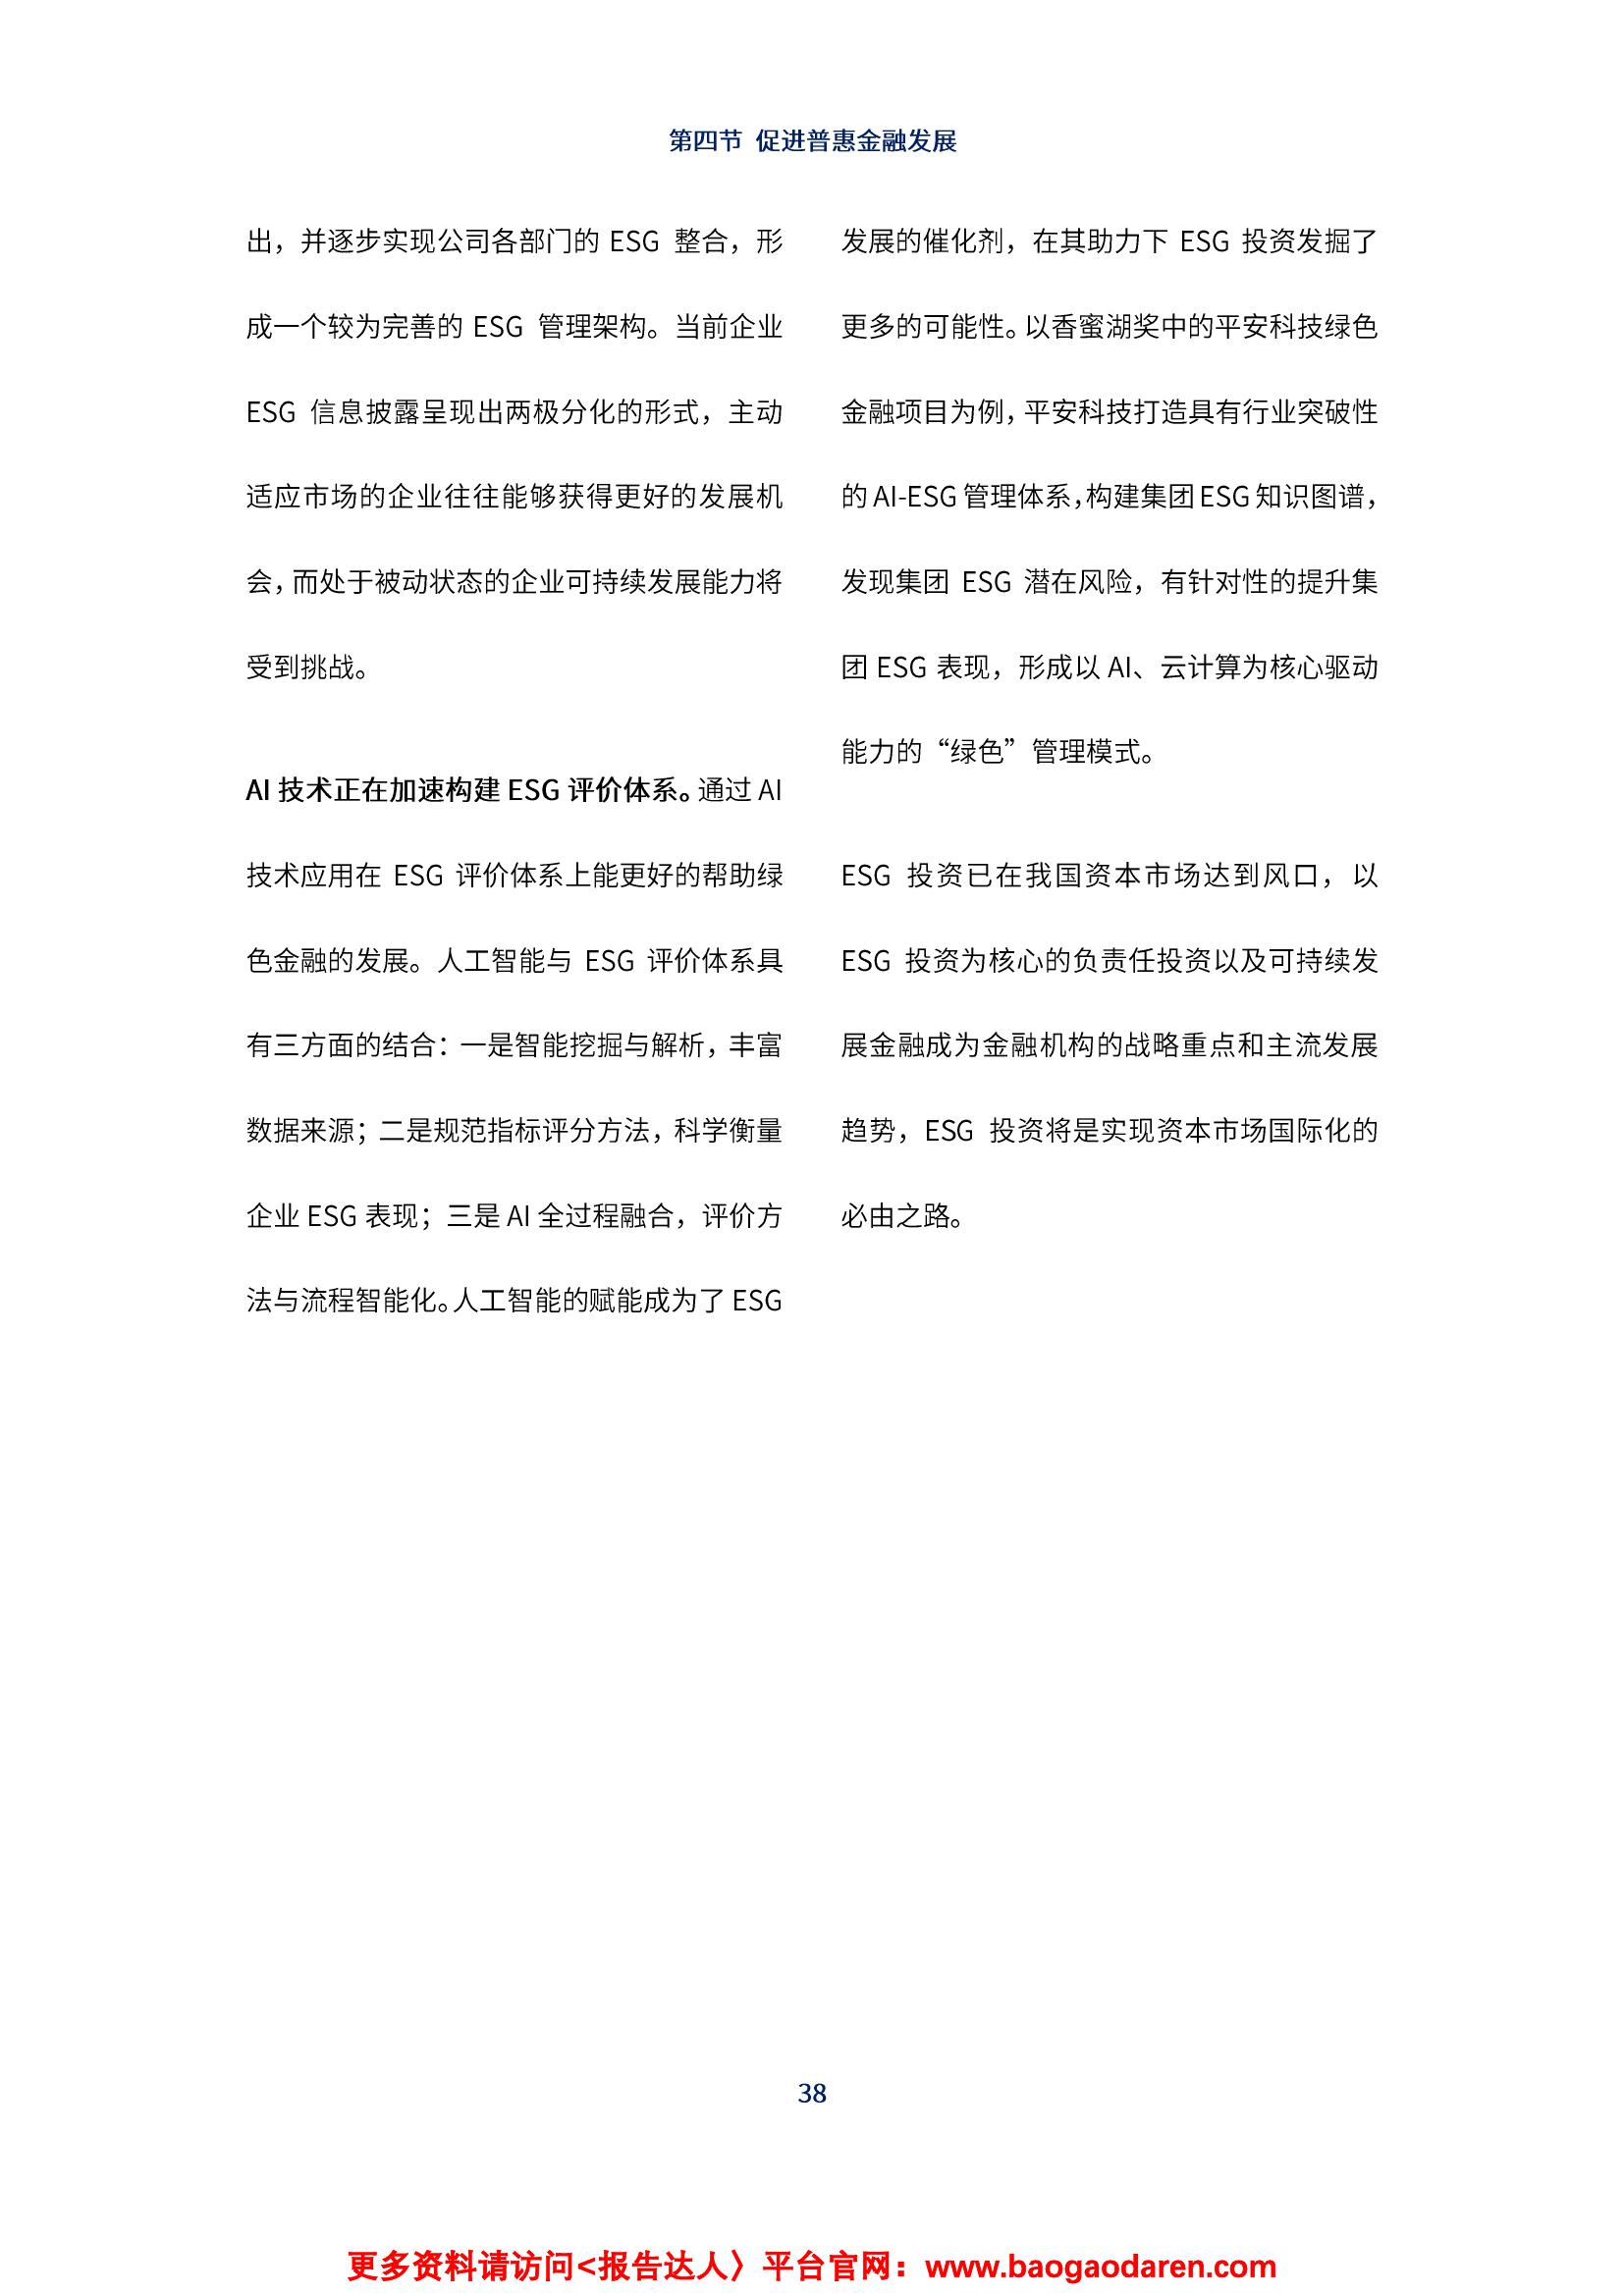 第四节 促进普惠金融发展
出，并逐步实现公司各部门的 ESG 整合，形
成一个较为完善的 ESG 管理架构。当前企业
ESG 信息披露呈现出两极分化的形式，主动
适应市场的企业往往能够获得更好的发展机
会，而处于被动状态的企业可持续发展能力将
受到挑战。
AI 技术正在加速构建 ESG 评价体系。通过 AI
技术应用在 ESG 评价体系上能更好的帮助绿
色金融的发展。人工智能与 ESG 评价体系具
有三方面的结合：一是智能挖掘与解析，丰富
数据来源；二是规范指标评分方法，科学衡量
企业 ESG 表现；三是 AI 全过程融合，评价方
法与流程智能化。人工智能的赋能成为了 ESG
发展的催化剂，在其助力下 ESG 投资发掘了
更多的可能性。以香蜜湖奖中的平安科技绿色
金融项目为例，平安科技打造具有行业突破性
的 AI-ESG 管理体系，构建集团 ESG 知识图谱，
发现集团 ESG 潜在风险，有针对性的提升集
团 ESG 表现，形成以 AI、云计算为核心驱动
能力的“绿色”管理模式。
ESG 投资已在我国资本市场达到风口，以
ESG 投资为核心的负责任投资以及可持续发
展金融成为金融机构的战略重点和主流发展
趋势，ESG 投资将是实现资本市场国际化的
必由之路。
38
更多资料请访问<报告达人〉平台官网：www.baogaodaren.com